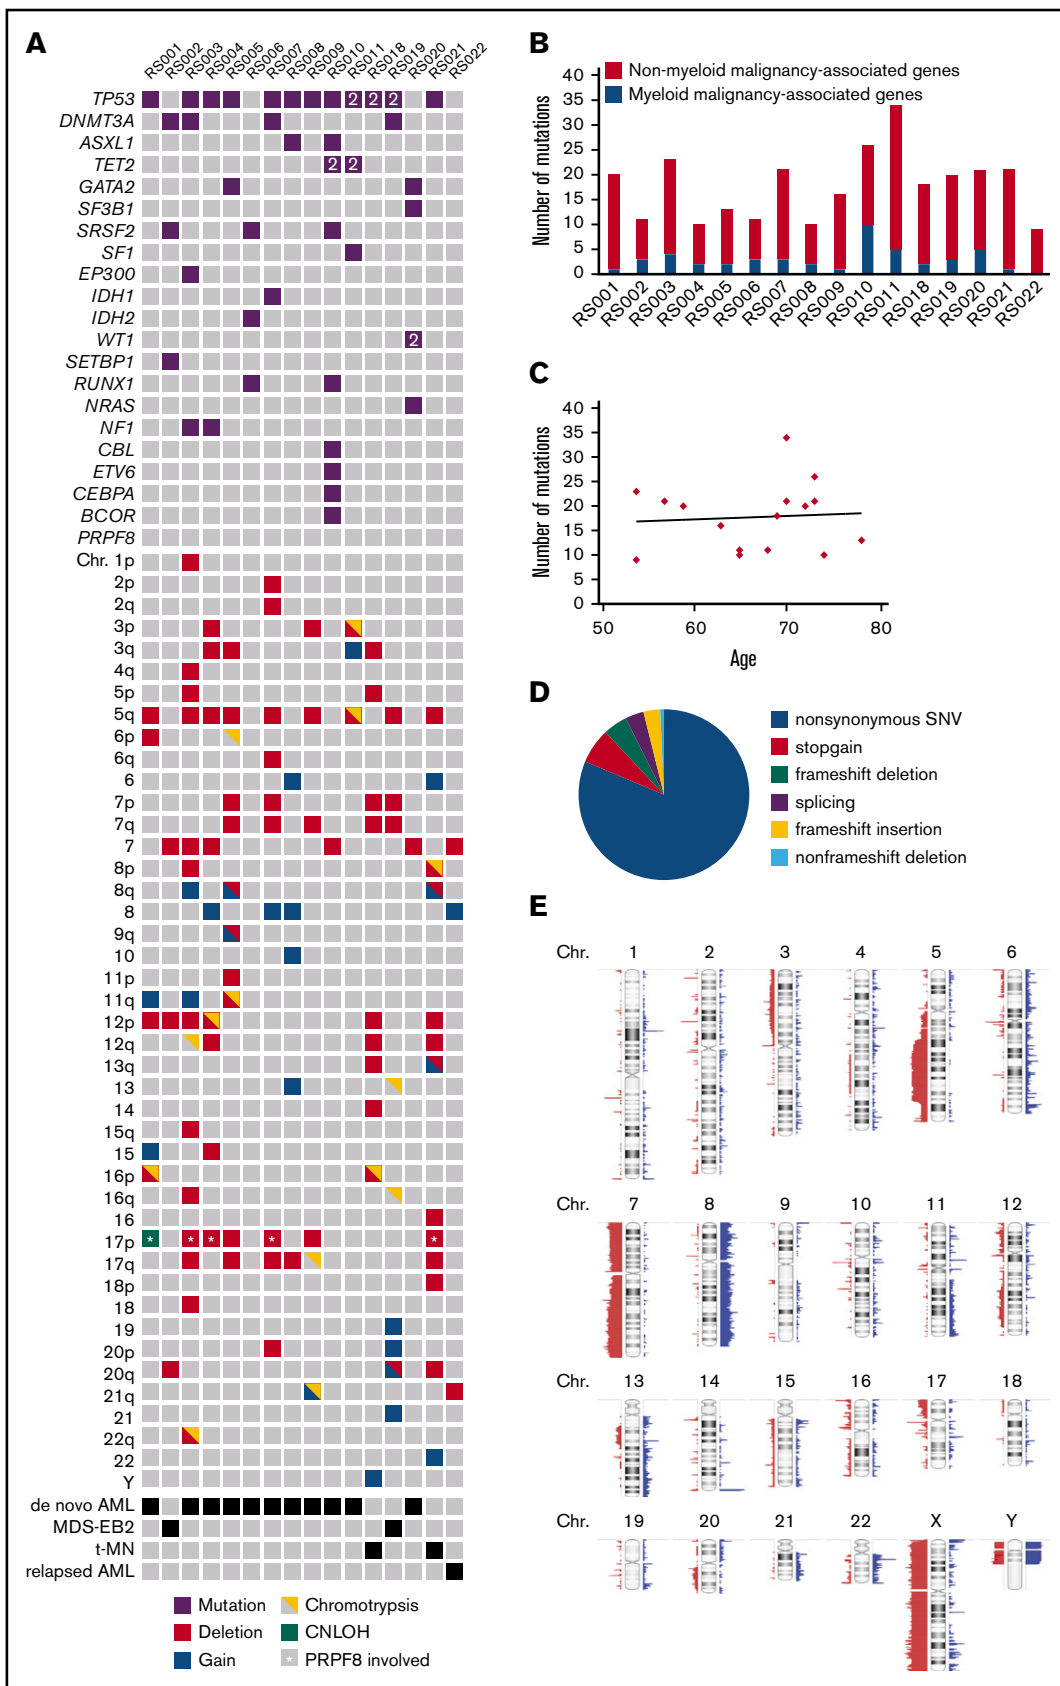 A
RS001 RS002 RS003 RS004 RS005 RS006 RS007 RS008 RS009 RS010 RS011 RS018 RS019 RS020 RS021 RS022
TP53 2 2 2
DNMT3A
ASXL1
TET2 2 2
GATA2
SF3B1
SRSF2
SF1
EP300
IDH1
IDH2
WT1 2
SETBP1
RUNX1
NRAS
NF1
CBL
ETV6
CEBPA
BCOR
PRPF8
Chr. 1p
2p
2q
3p
3q
4q
5p
5q
6p
6q
6
7p
7q
7
8p
8q
8
9q
10
11p
11q
12p
12q
13q
13
14
15q
15
16p
16q
16
17p * * * * *
17q
18p
18
19
20p
20q
21q
21
22q
22
Y
de novo AML
MDS-EB2
t-MN
relapsed AML
Mutation
Deletion
Gain
Chromotrypsis
CNLOH
* PRPF8 involved
B
Number of mutations
40
35
30
25
20
15
10
5
0
Non-myeloid malignancy-associated genes
Myeloid malignancy-associated genes
RS001 RS002 RS003 RS004 RS005 RS006 RS007 RS008 RS009 RS010 RS011 RS018 RS019 RS020 RS021 RS022
C
Number of mutations
40
35
30
25
20
15
10
5
0
50 60 70 80
Age
D
nonsynonymous SNV
stopgain
frameshift deletion
splicing
frameshift insertion
nonframeshift deletion
E
Chr. 1 2 3 4 5 6
7 8 9 10 11 12
Chr. 13 14 15 16 17 18
Chr. 19 20 21 22 X Y